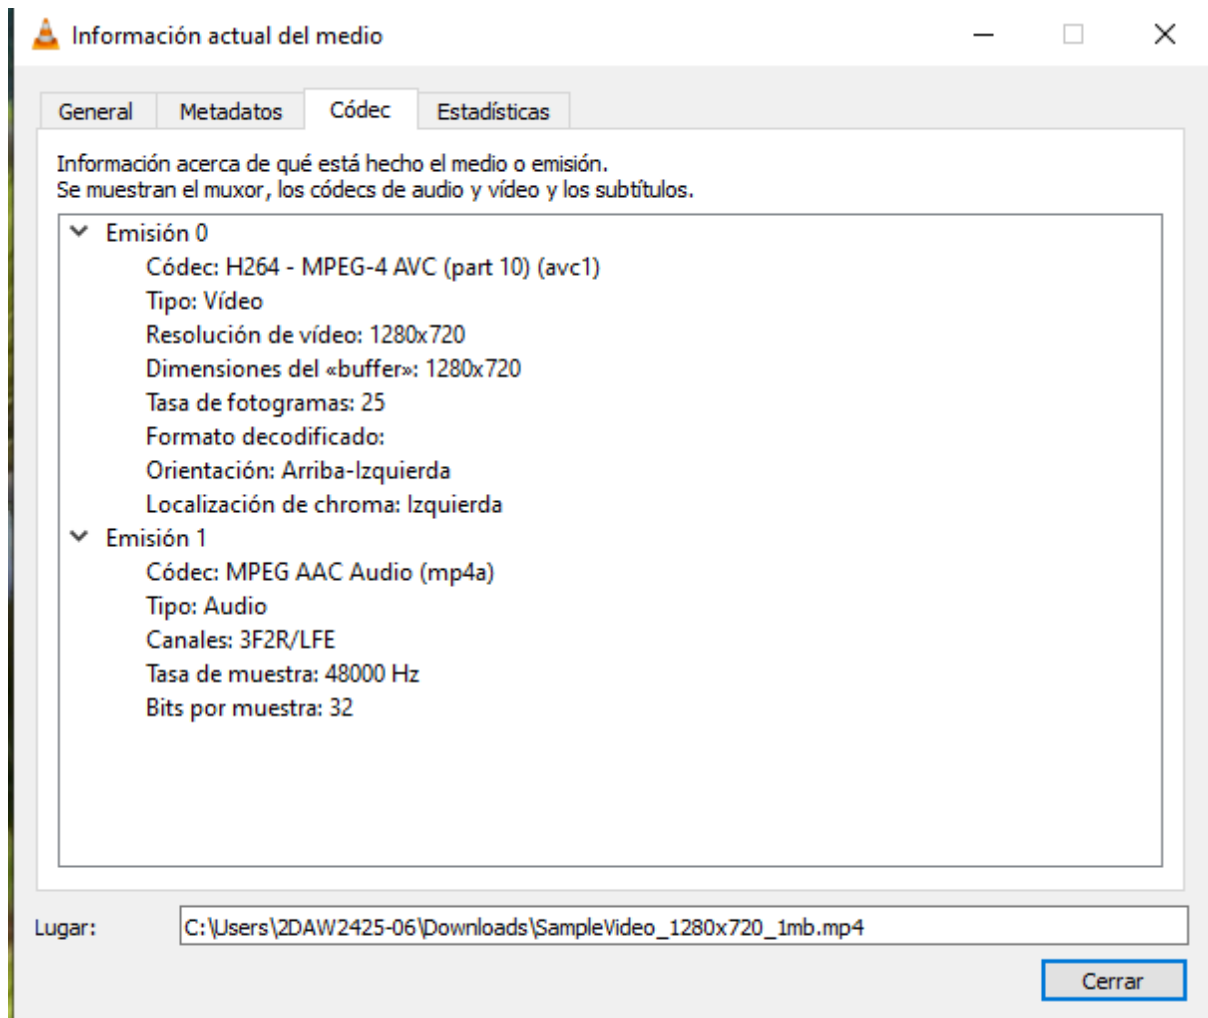 Información actual del medio
General Metadatos Códec Estadísticas
Información acerca de qué está hecho el medio o emisión.
Se muestran el muxor, los códecs de audio y vídeo y los subtítulos.
Emisión 0
Códec: H264 - MPEG-4 AVC (part 10) (avc1)
Tipo: Vídeo
Resolución de vídeo: 1280x720
Dimensiones del «buffer»: 1280x720
Tasa de fotogramas: 25
Formato decodificado:
Orientación: Arriba-Izquierda
Localización de chroma: Izquierda
Emisión 1
Códec: MPEG AAC Audio (mp4a)
Tipo: Audio
Canales: 3F2R/LFE
Tasa de muestra: 48000 Hz
Bits por muestra: 32
Lugar: C:\Users\2DAW2425-06\Downloads\SampleVideo_1280x720_1mb.mp4
Cerrar